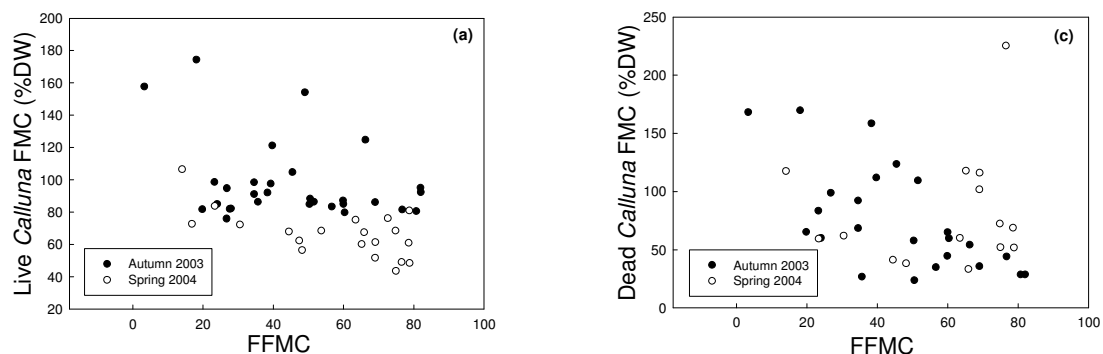 200
180
160
140
120
100
80
60
40
20
0 20 40 60 80 100
Live Calluna FMC (%DW)
FFMC
(a)
Autumn 2003
Spring 2004
250
200
150
100
50
0
0 20 40 60 80 100
Dead Calluna FMC (%DW)
FFMC
(c)
Autumn 2003
Spring 2004